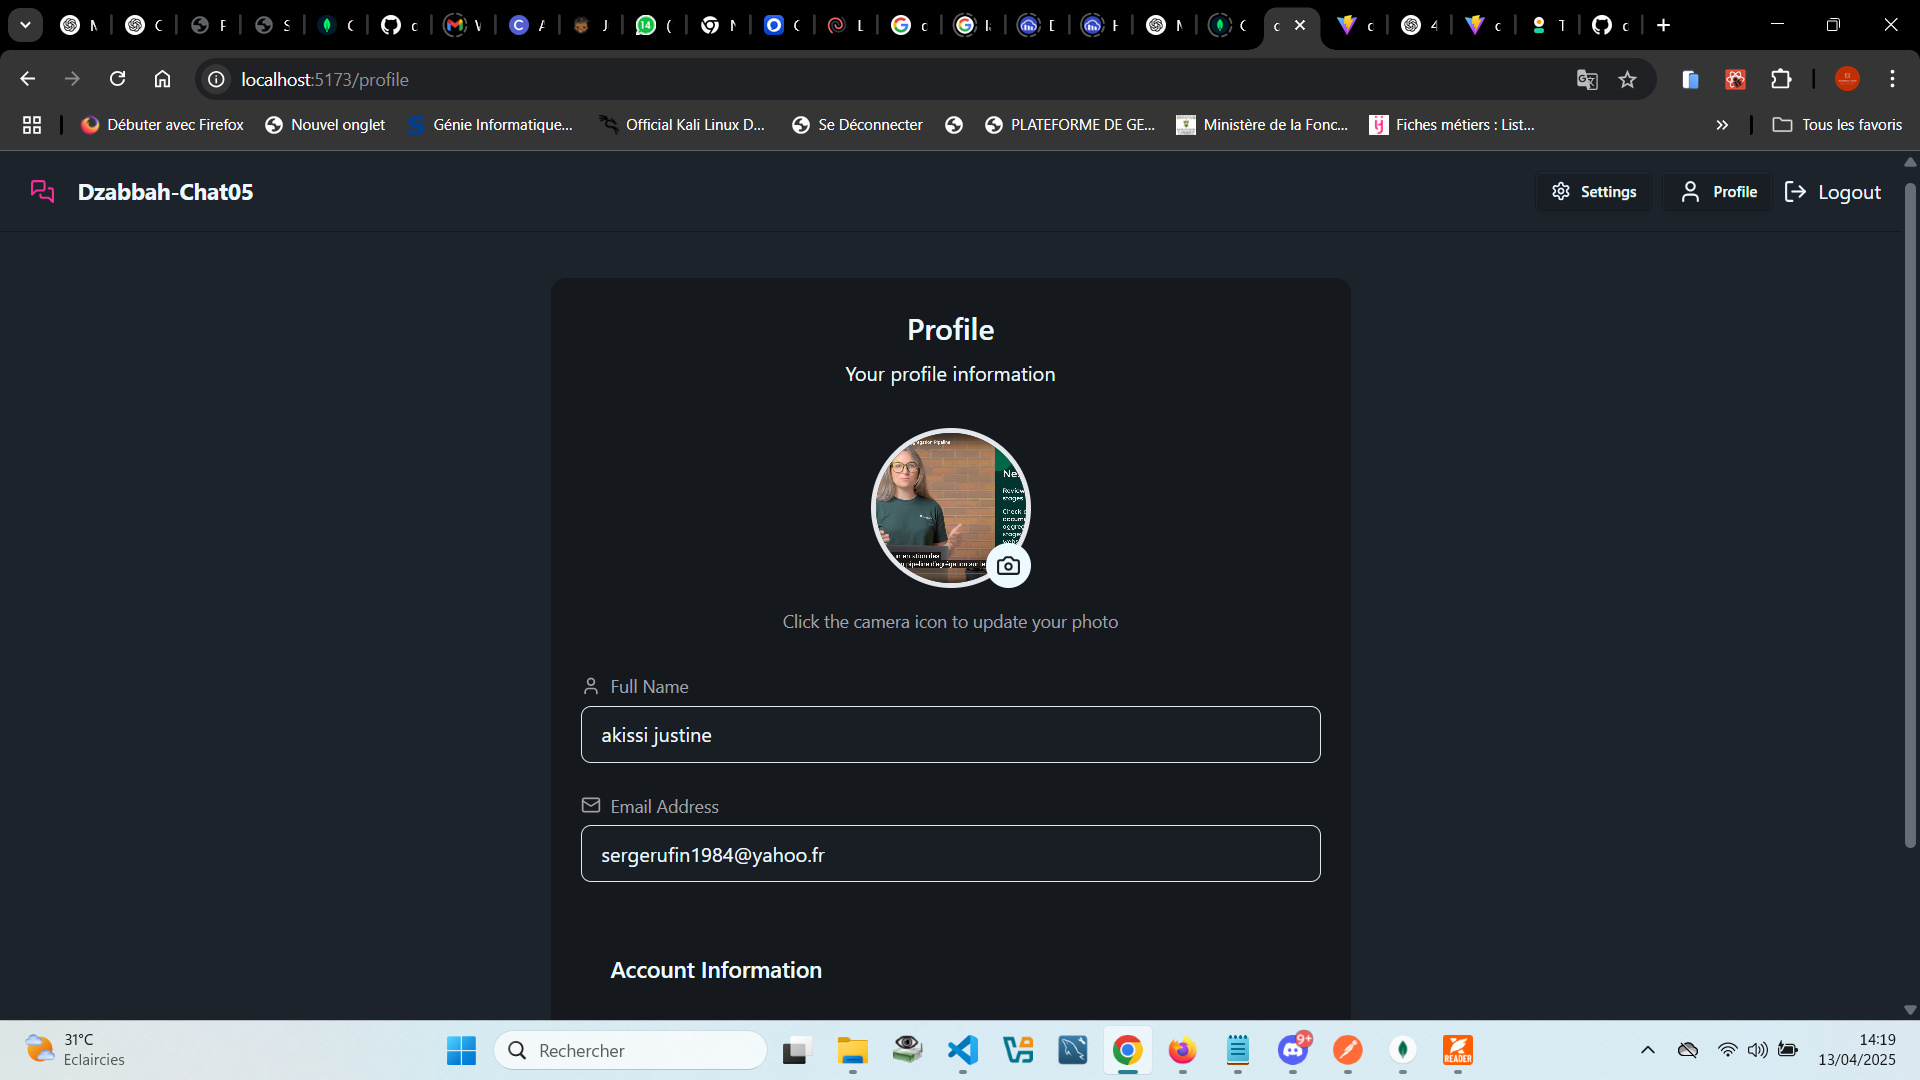 localhost:5173/profile
Débuter avec Firefox
Nouvel onglet
Génie Informatique...
Official Kali Linux D...
Se Déconnecter
PLATEFORME DE GE...
Ministère de la Fonc...
Fiches métiers : List...
Tous les favoris
Dzabbah-Chat05
Settings
Profile
Logout
Profile
Your profile information
Click the camera icon to update your photo
Full Name
akissi justine
Email Address
sergerufin1984@yahoo.fr
Account Information
31°C
Eclaircies
Rechercher
9+
READER
14:19
13/04/2025